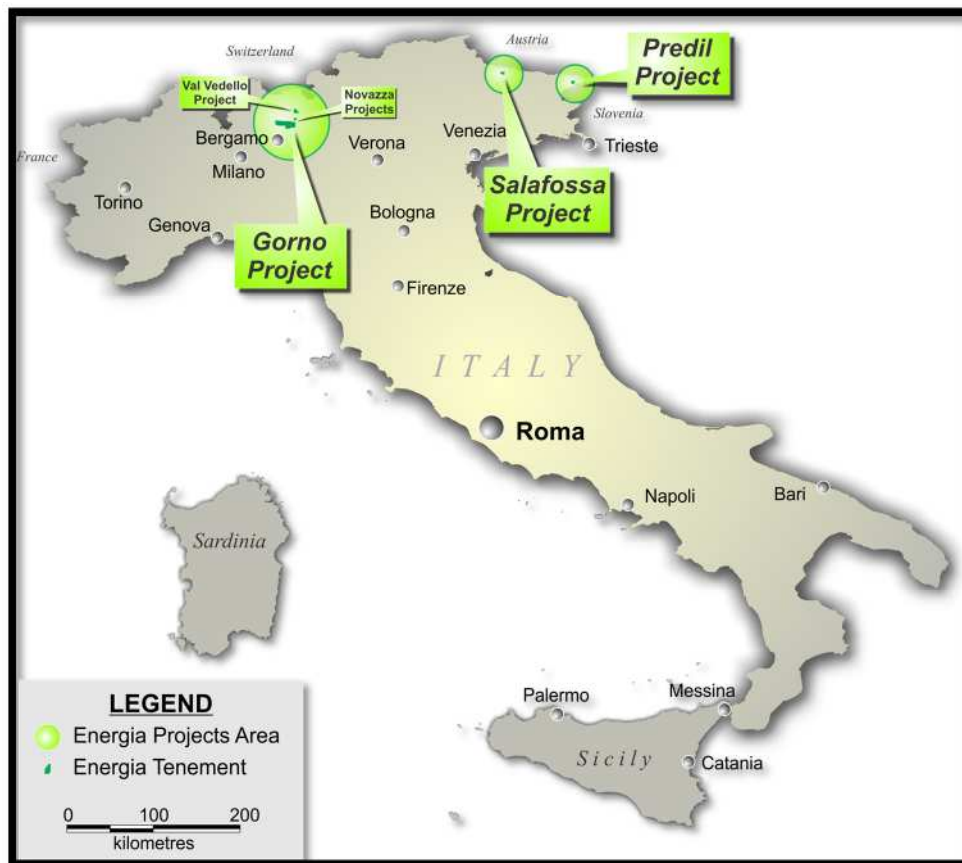 Switzerland
Austria
Predil
Project
Val Vedello
Project
Novazza
Projects
Slovenia
Bergamo
Venezia
Trieste
France
Milano
Verona
Salafossa
Project
Torino
Genova
Bologna
Gorno
Project
Firenze
ITALY
Roma
Napoli
Bari
Sardinia
Palermo
Messina
Sicily
Catania
LEGEND
Energia Projects Area
Energia Tenement
0 100 200
kilometres